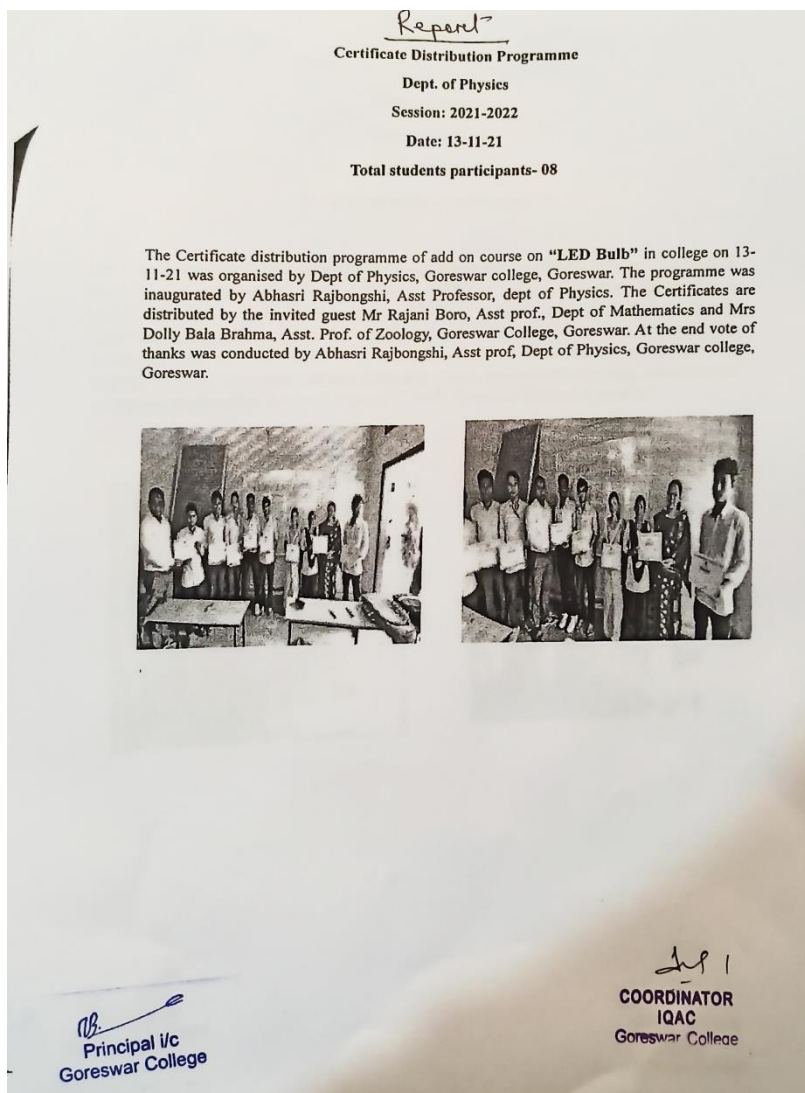 Report
Certificate Distribution Programme
Dept. of Physics
Session: 2021-2022
Date: 13-11-21
Total students participants- 08
The Certificate distribution programme of add on course on “LED Bulb” in college on 13-
11-21 was organised by Dept of Physics, Goreswar college, Goreswar. The programme was
inaugurated by Abhasri Rajbongshi, Asst Professor, dept of Physics. The Certificates are
distributed by the invited guest Mr Rajani Boro, Asst prof., Dept of Mathematics and Mrs
Dolly Bala Brahma, Asst. Prof. of Zoology, Goreswar College, Goreswar. At the end vote of
thanks was conducted by Abhasri Rajbongshi, Asst prof, Dept of Physics, Goreswar college,
Goreswar.
Principal i/c
Goreswar College
COORDINATOR
IQAC
Goreswar College